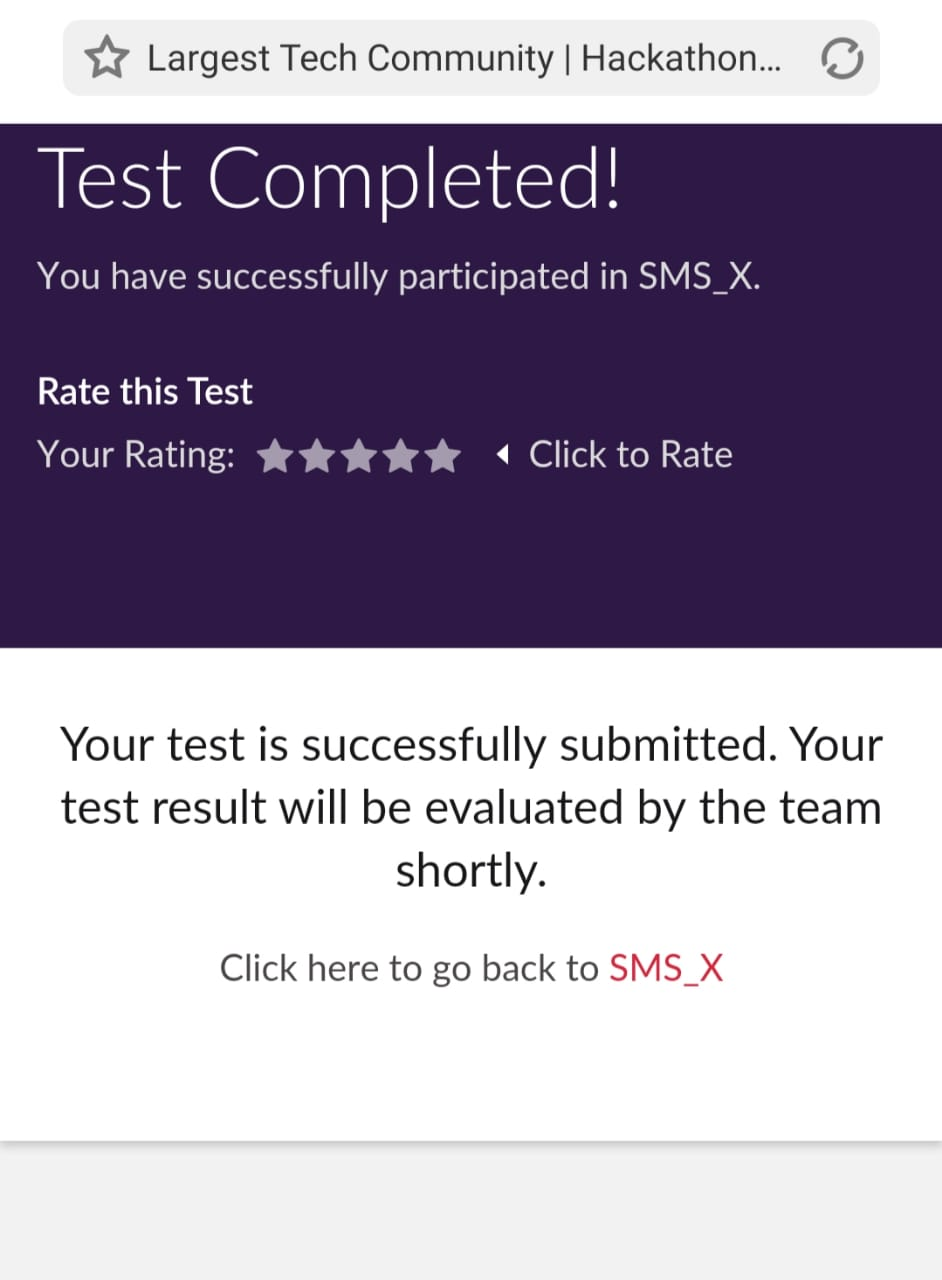 Largest Tech Community | Hackathon...
Test Completed!
You have successfully participated in SMS_X.
Rate this Test
Your Rating: Click to Rate
Your test is successfully submitted. Your
test result will be evaluated by the team
shortly.
Click here to go back to SMS_X